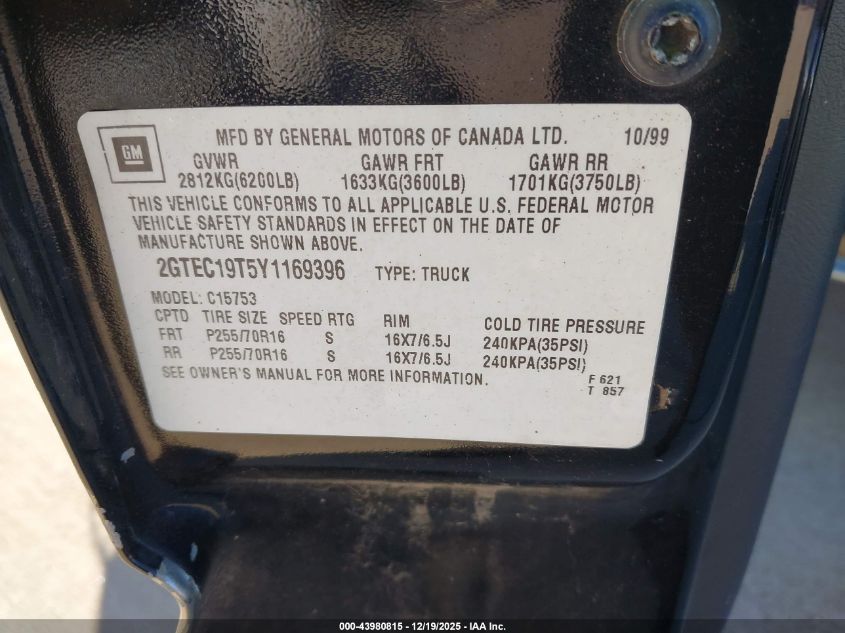 GM
MFD BY GENERAL MOTORS OF CANADA LTD. 10/99
GVWR GAWR FRT GAWR RR
2812KG(6200LB) 1633KG(3600LB) 1701KG(3750LB)
THIS VEHICLE CONFORMS TO ALL APPLICABLE U.S. FEDERAL MOTOR
VEHICLE SAFETY STANDARDS IN EFFECT ON THE DATE OF
MANUFACTURE SHOWN ABOVE.
2GTEC19T5Y1169396 TYPE: TRUCK
MODEL: C15753
CPTD TIRE SIZE SPEED RTG RIM COLD TIRE PRESSURE
FRT P255/70R16 S 16X7/6.5J 240KPA(35PSI)
RR P255/70R16 S 16X7/6.5J 240KPA(35PSI)
SEE OWNER'S MANUAL FOR MORE INFORMATION.
F 621
T 857
000-43980815 - 12/19/2025 - IAA Inc.